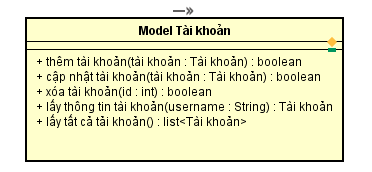 Model Tài khoản
+ thêm tài khoản(tài khoản : Tài khoản) : boolean
+ cập nhật tài khoản(tài khoản : Tài khoản) : boolean
+ xóa tài khoản(id : int) : boolean
+ lấy thông tin tài khoản(username : String) : Tài khoản
+ lấy tất cả tài khoản() : list<Tài khoản>